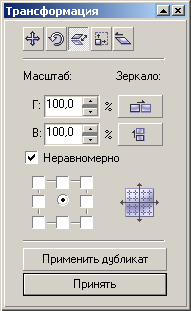 Трансформация
Масштаб: Зеркало:
Г: 100,0 %
В: 100,0 %
Неравномерно
Применить дубликат
Принять